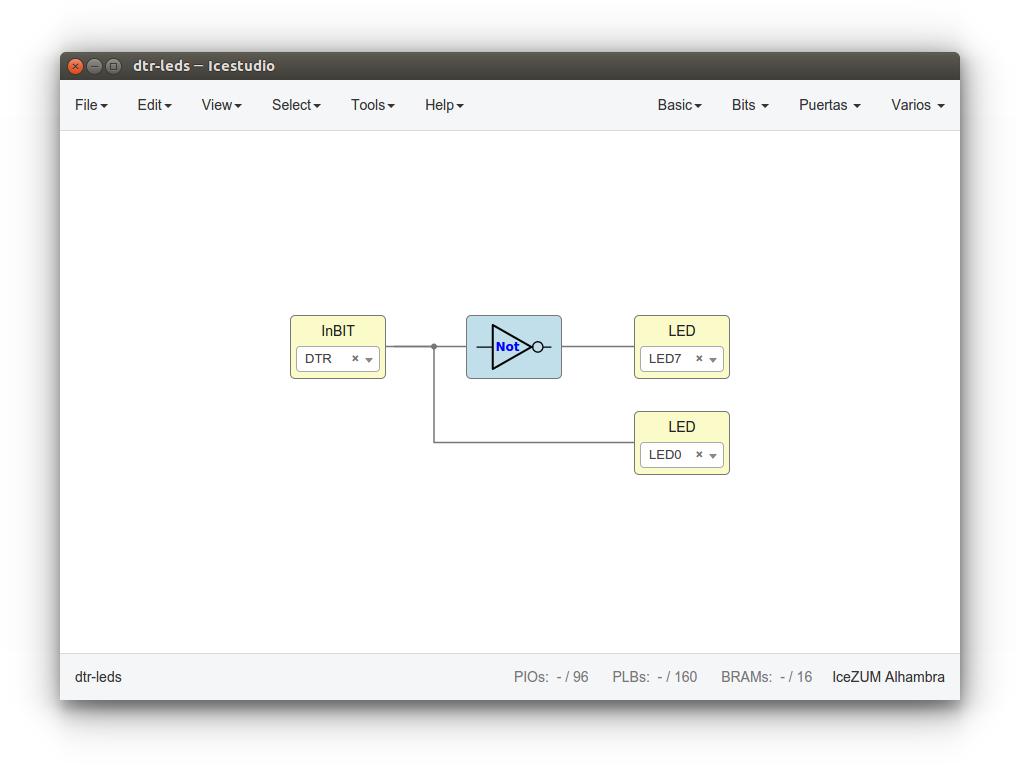 dtr-leds — Icestudio
File Edit View Select Tools Help Basic Bits Puertas Varios
InBIT
DTR ×
Not
LED
LED7 ×
LED
LED0 ×
dtr-leds PIOs: - / 96 PLBs: - / 160 BRAMs: - / 16 IceZUM Alhambra